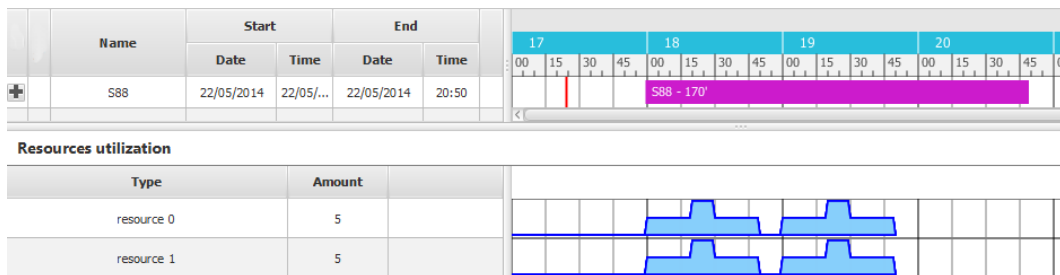 Start End
Name
Date Time Date Time
17 18 19 20
00 15 30 45 00 15 30 45 00 15 30 45 00 15 30 45
S88 22/05/2014 22/05/... 22/05/2014 20:50
S88 - 170'
Resources utilization
Type Amount
resource 0 5
resource 1 5